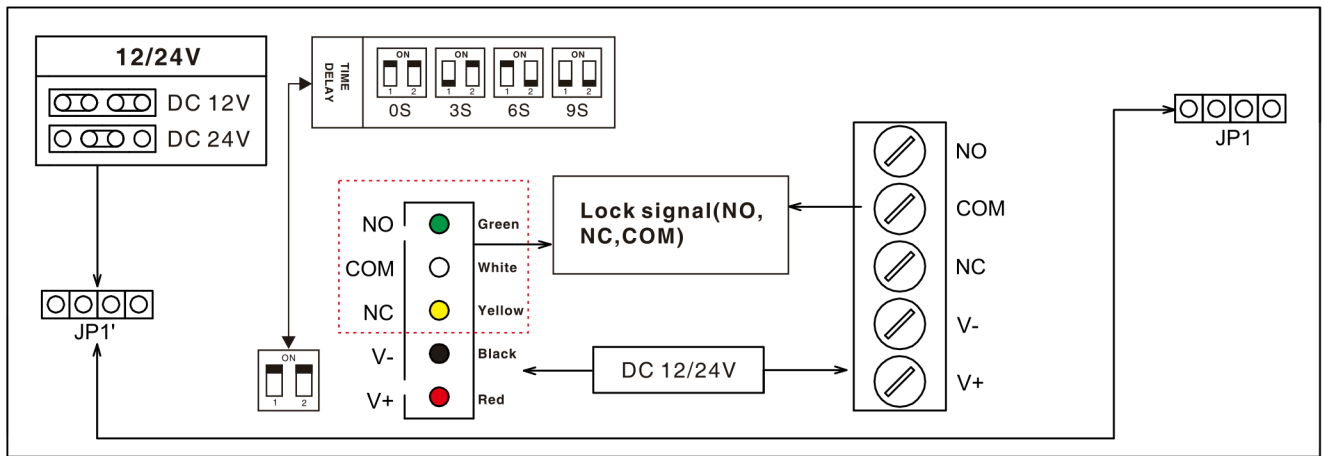 12/24V
DC 12V
DC 24V
JP1'
TIME
DELAY
ON
1 2
0S
ON
1 2
3S
ON
1 2
6S
ON
1 2
9S
ON
1 2
NO Green
COM White
NC Yellow
V- Black
V+ Red
Lock signal(NO,
NC,COM)
DC 12/24V
NO
COM
NC
V-
V+
JP1